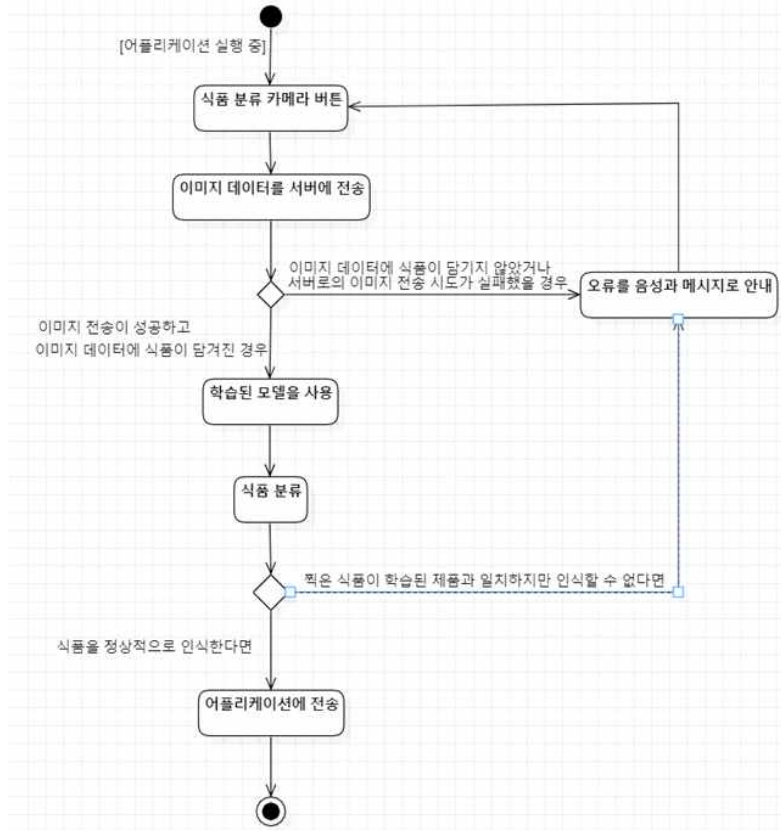 [어플리케이션 실행 중]
식품 분류 카메라 버튼
이미지 데이터를 서버에 전송
이미지 데이터에 식품이 담기지 않았거나
서버로의 이미지 전송 시도가 실패했을 경우
오류를 음성과 메시지로 안내
이미지 전송이 성공하고
이미지 데이터에 식품이 담겨진 경우
학습된 모델을 사용
식품 분류
찍은 식품이 학습된 제품과 일치하지만 인식할 수 없다면
식품을 정상적으로 인식한다면
어플리케이션에 전송